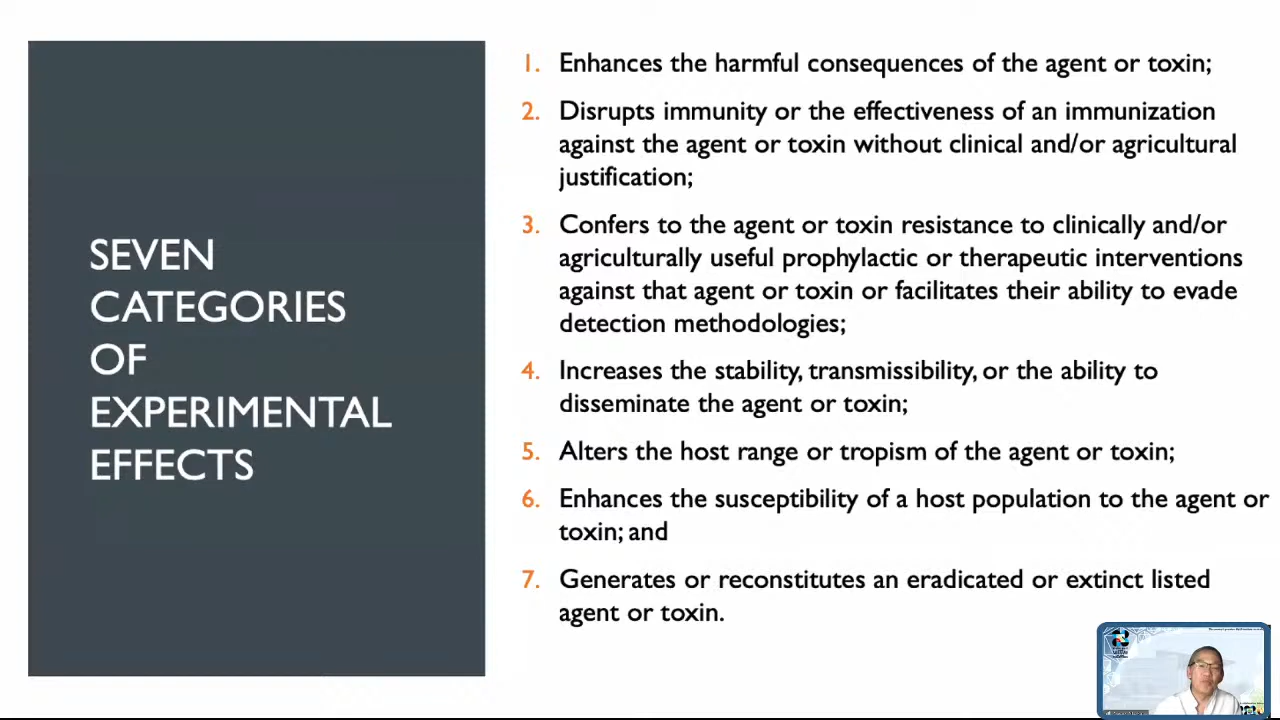 SEVEN
CATEGORIES
OF
EXPERIMENTAL
EFFECTS
1. Enhances the harmful consequences of the agent or toxin;
2. Disrupts immunity or the effectiveness of an immunization
against the agent or toxin without clinical and/or agricultural
justification;
3. Confers to the agent or toxin resistance to clinically and/or
agriculturally useful prophylactic or therapeutic interventions
against that agent or toxin or facilitates their ability to evade
detection methodologies;
4. Increases the stability, transmissibility, or the ability to
disseminate the agent or toxin;
5. Alters the host range or tropism of the agent or toxin;
6. Enhances the susceptibility of a host population to the agent or
toxin; and
7. Generates or reconstitutes an eradicated or extinct listed
agent or toxin.